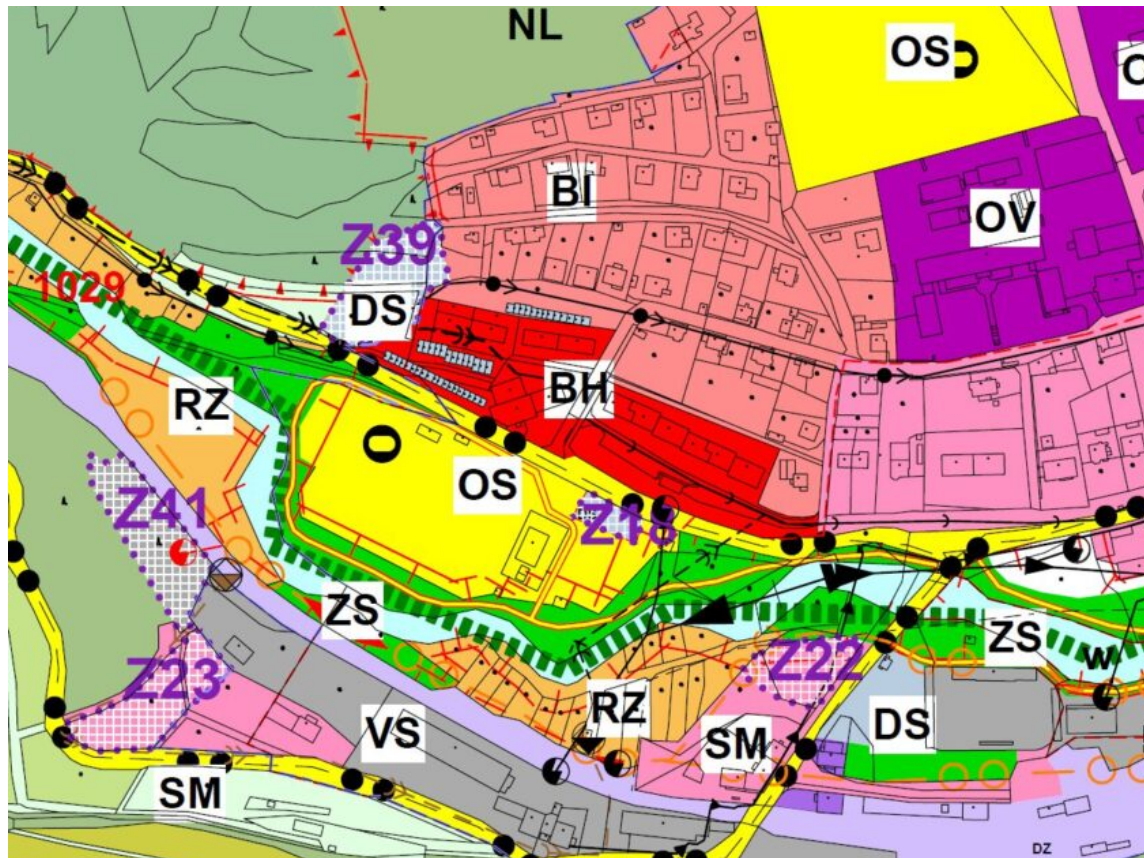 NL
OS
O
BI
OV
Z39
1029
DS
RZ
BH
OS
Z41
Z18
ZS
ZS
Z23
Z22
W
RZ
DS
VS
SM
SM
DZ